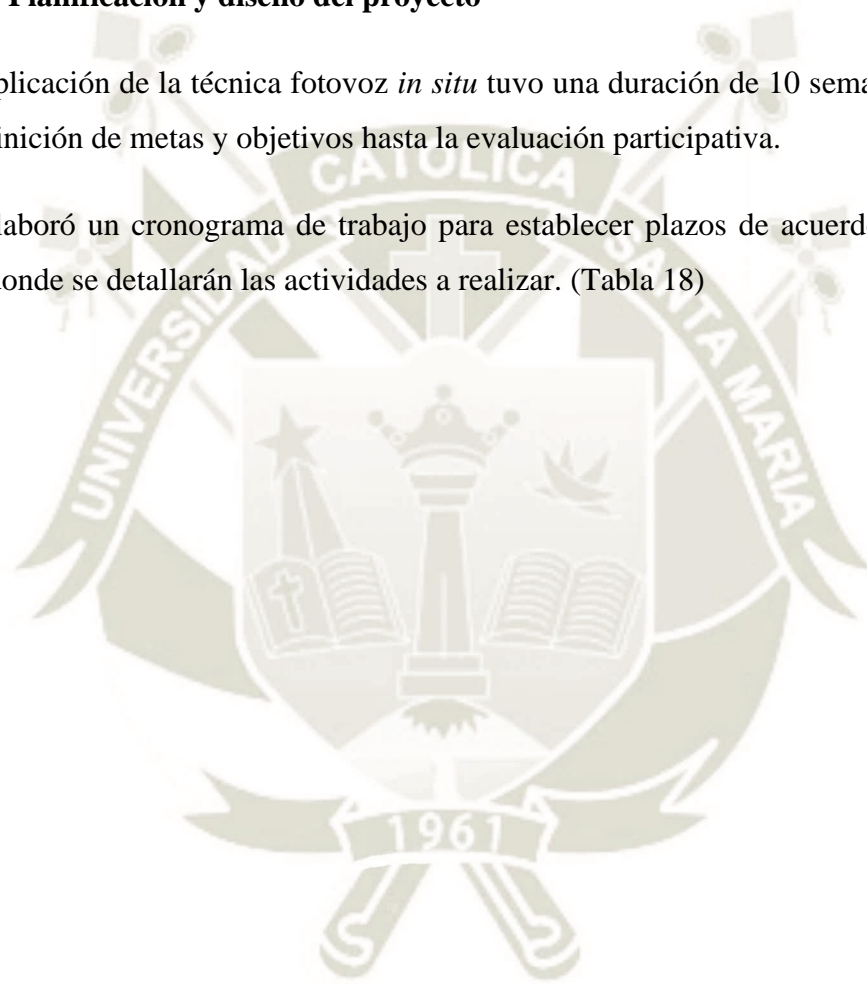 Planificación y diseño del proyecto
plicación de la técnica fotovoz in situ tuvo una duración de 10 sema
inición de metas y objetivos hasta la evaluación participativa.
laboró un cronograma de trabajo para establecer plazos de acuerd
donde se detallarán las actividades a realizar. (Tabla 18)
UNIVERSIDAD CATOLICA SANTA MARIA
1961